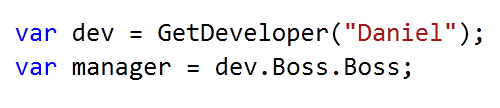 var dev = GetDeveloper("Daniel");
var manager = dev.Boss.Boss;